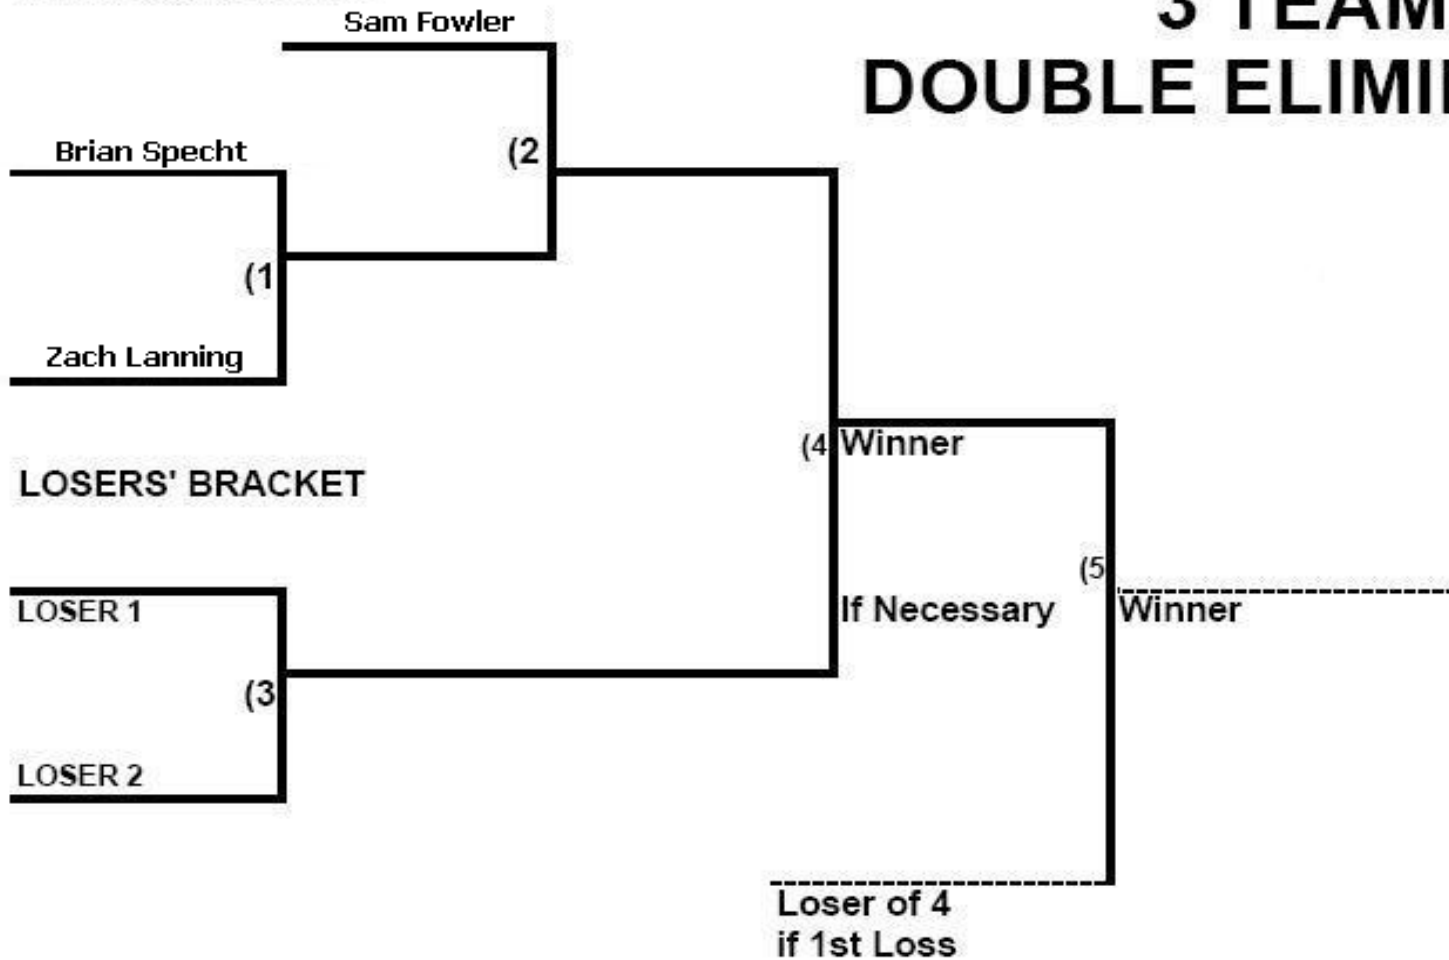 3 TEAM
DOUBLE ELIMI
Sam Fowler
Brian Specht
(2
(1
Zach Lanning
(4 Winner
LOSERS' BRACKET
(5
LOSER 1
If Necessary
Winner
(3
LOSER 2
Loser of 4
if 1st Loss